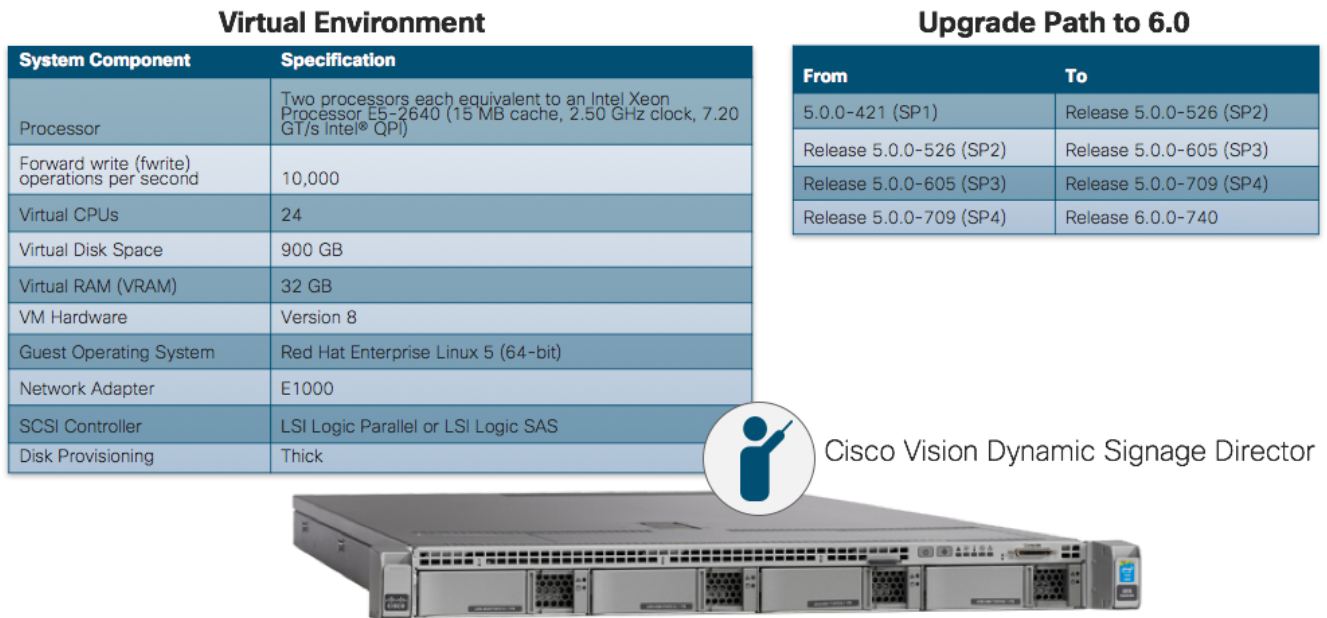 Virtual Environment
System Component Specification
Processor Two processors each equivalent to an Intel Xeon
Processor E5-2640 (15 MB cache, 2.50 GHz clock, 7.20
GT/s Intel® QPI)
Forward write (fwrite)
operations per second 10,000
Virtual CPUs 24
Virtual Disk Space 900 GB
Virtual RAM (VRAM) 32 GB
VM Hardware Version 8
Guest Operating System Red Hat Enterprise Linux 5 (64-bit)
Network Adapter E1000
SCSI Controller LSI Logic Parallel or LSI Logic SAS
Disk Provisioning Thick
Upgrade Path to 6.0
From To
5.0.0-421 (SP1) Release 5.0.0-526 (SP2)
Release 5.0.0-526 (SP2) Release 5.0.0-605 (SP3)
Release 5.0.0-605 (SP3) Release 5.0.0-709 (SP4)
Release 5.0.0-709 (SP4) Release 6.0.0-740
Cisco Vision Dynamic Signage Director
CISCO